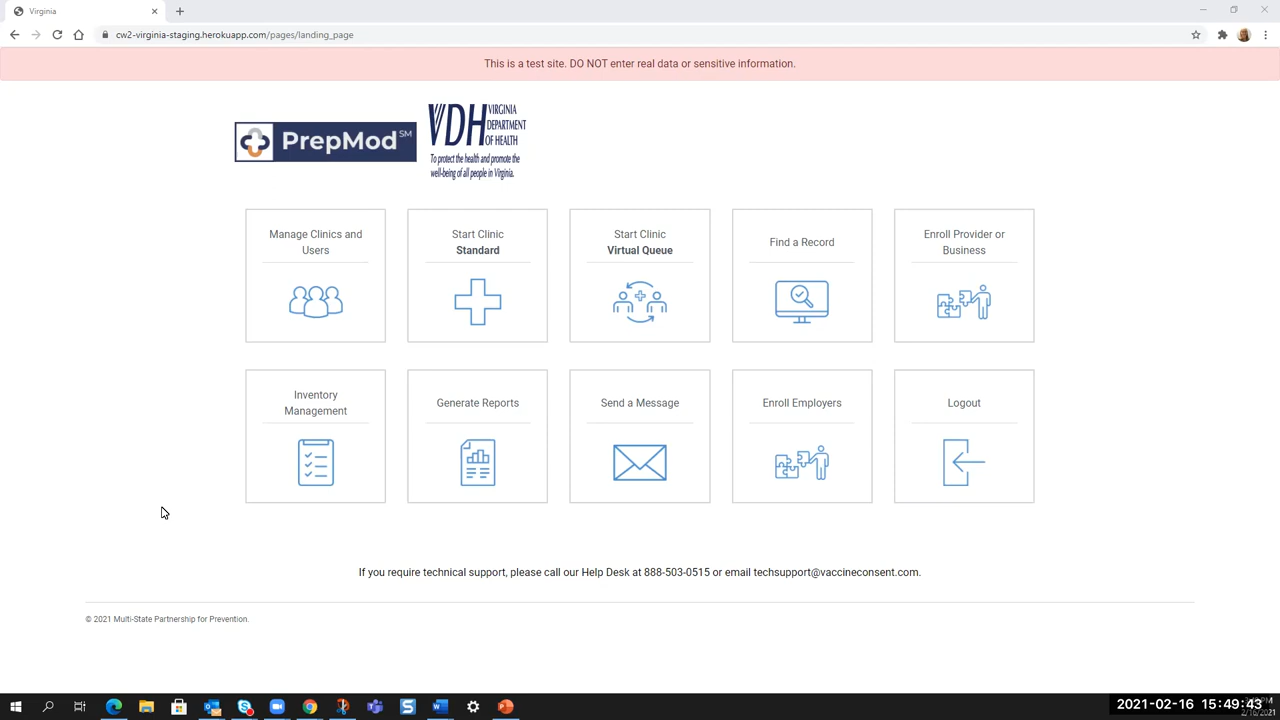 Virginia
cw2-virginia-staging.herokuapp.com/pages/landing_page
This is a test site. DO NOT enter real data or sensitive information.
PrepMod SM
VDH VIRGINIA
DEPARTMENT
OF HEALTH
To protect the health and promote the
well-being of all people in Virginia.
Manage Clinics and
Users
Start Clinic
Standard
Start Clinic
Virtual Queue
Find a Record
Enroll Provider or
Business
Inventory
Management
Generate Reports
Send a Message
Enroll Employers
Logout
If you require technical support, please call our Help Desk at 888-503-0515 or email techsupport@vaccineconsent.com.
© 2021 Multi-State Partnership for Prevention.
2021-02-16 15:49:43